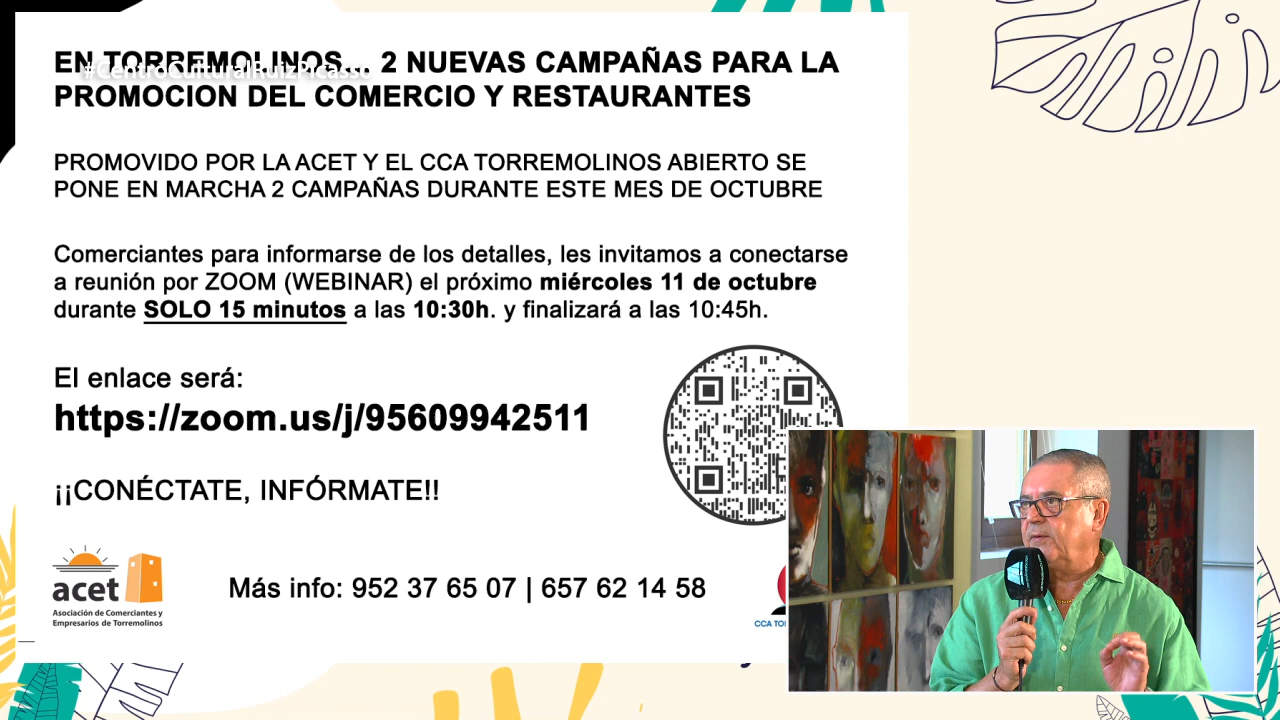 EN TORREMOLINOS... 2 NUEVAS CAMPAÑAS PARA LA
#CentroCulturalRuizPicasso
PROMOCION DEL COMERCIO Y RESTAURANTES
PROMOVIDO POR LA ACET Y EL CCA TORREMOLINOS ABIERTO SE
PONE EN MARCHA 2 CAMPAÑAS DURANTE ESTE MES DE OCTUBRE
Comerciantes para informarse de los detalles, les invitamos a conectarse
a reunión por ZOOM (WEBINAR) el próximo miércoles 11 de octubre
durante SOLO 15 minutos a las 10:30h. y finalizará a las 10:45h.
El enlace será:
https://zoom.us/j/95609942511
¡¡CONÉCTATE, INFÓRMATE!!
acet
Asociación de Comerciantes y
Empresarios de Torremolinos
Más info: 952 37 65 07 | 657 62 14 58
CCA